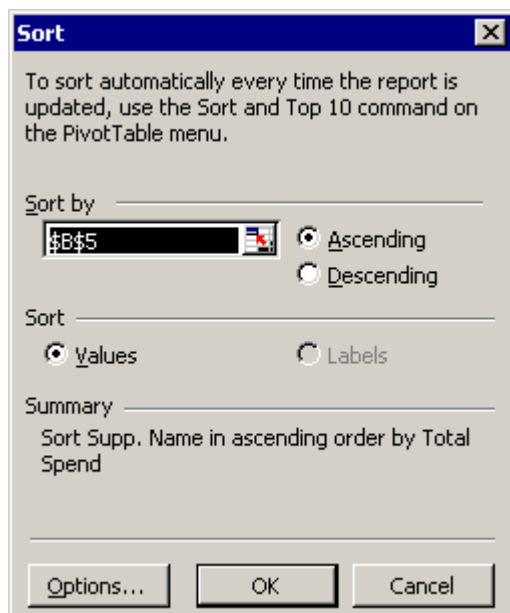 Sort
To sort automatically every time the report is
updated, use the Sort and Top 10 command on
the PivotTable menu.
Sort by
$B$5
Ascending
Descending
Sort
Values
Labels
Summary
Sort Supp. Name in ascending order by Total
Spend
Options...
OK
Cancel